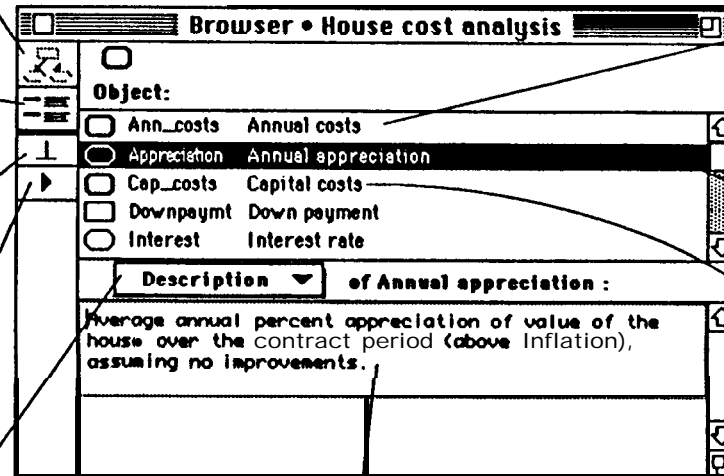 Browser • House cost analysis
Object:
Ann_costs Annual costs
Appreciation Annual appreciation
Cap_costs Capital costs
Downpaymt Down payment
Interest Interest rate
Description of Annual appreciation :
Average annual percent appreciation of value of the
house over the contract period (above Inflation),
assuming no improvements.